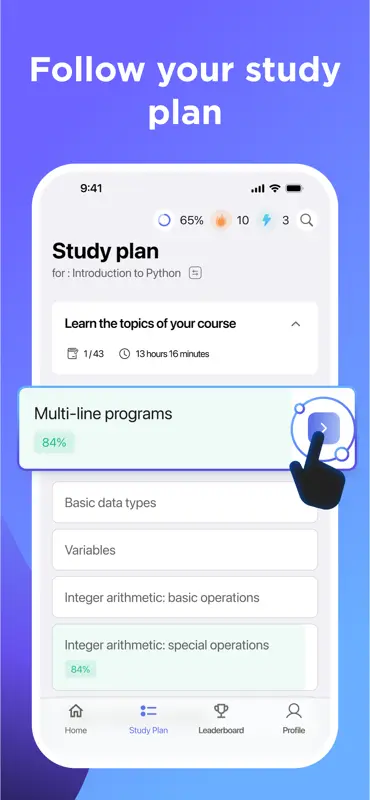 Follow your study
plan
9:41
65% 10 3
Study plan
for : Introduction to Python
Learn the topics of your course
1 / 43 13 hours 16 minutes
Multi-line programs
84%
Basic data types
Variables
Integer arithmetic: basic operations
Integer arithmetic: special operations
84%
Home Study Plan Leaderboard Profile